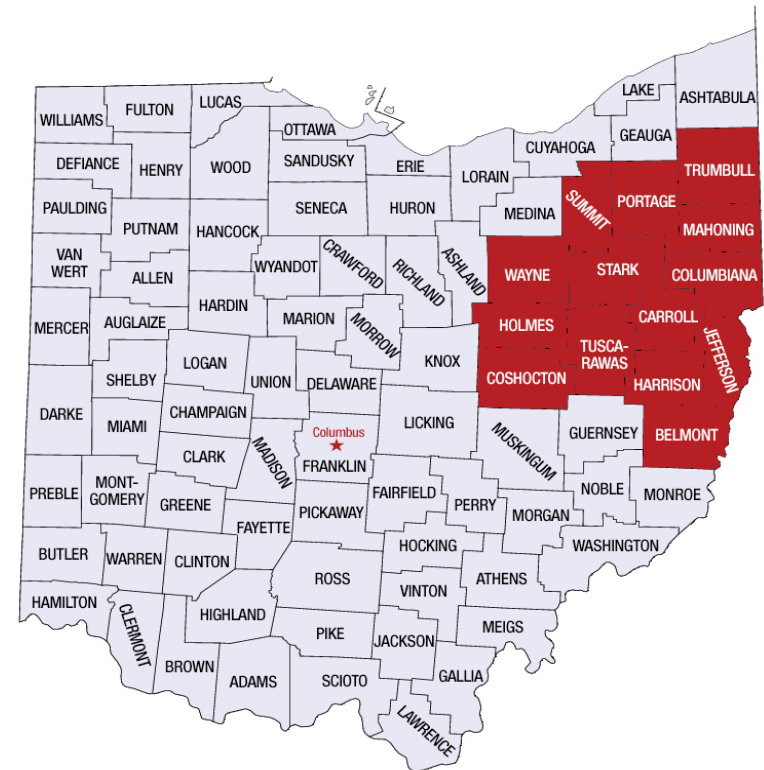 LAKE
ASHTABULA
LUCAS
FULTON
WILLIAMS
OTTAWA
GEAUGA
CUYAHOGA
DEFIANCE
HENRY
WOOD
SANDUSKY
ERIE
LORAIN
TRUMBULL
PAULDING
SENECA
HURON
MEDINA
SUMMIT
PORTAGE
PUTNAM
HANCOCK
MAHONING
VAN
WERT
ALLEN
WYANDOT
CRAWFORD
RICHLAND
ASHLAND
WAYNE
STARK
COLUMBIANA
HARDIN
MERCER
AUGLAIZE
MARION
MORROW
HOLMES
CARROLL
JEFFERSON
LOGAN
KNOX
TUSCA-
RAWAS
SHELBY
UNION
DELAWARE
COSHOCTON
HARRISON
DARKE
MIAMI
CHAMPAIGN
LICKING
GUERNSEY
BELMONT
Columbus
FRANKLIN
CLARK
MADISON
MUSKINGUM
PREBLE
MONT-
GOMERY
GREENE
PICKAWAY
FAIRFIELD
PERRY
MORGAN
NOBLE
MONROE
FAYETTE
BUTLER
WARREN
CLINTON
HOCKING
WASHINGTON
ROSS
VINTON
ATHENS
HAMILTON
CLERMONT
HIGHLAND
PIKE
JACKSON
MEIGS
BROWN
ADAMS
SCIOTO
GALLIA
LAWRENCE